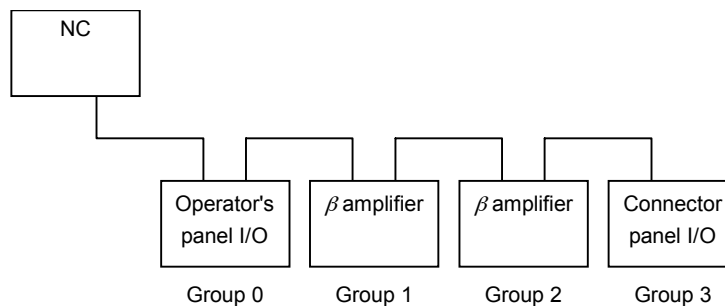 NC
Operator's
panel I/O
β amplifier
β amplifier
Connector
panel I/O
Group 0
Group 1
Group 2
Group 3